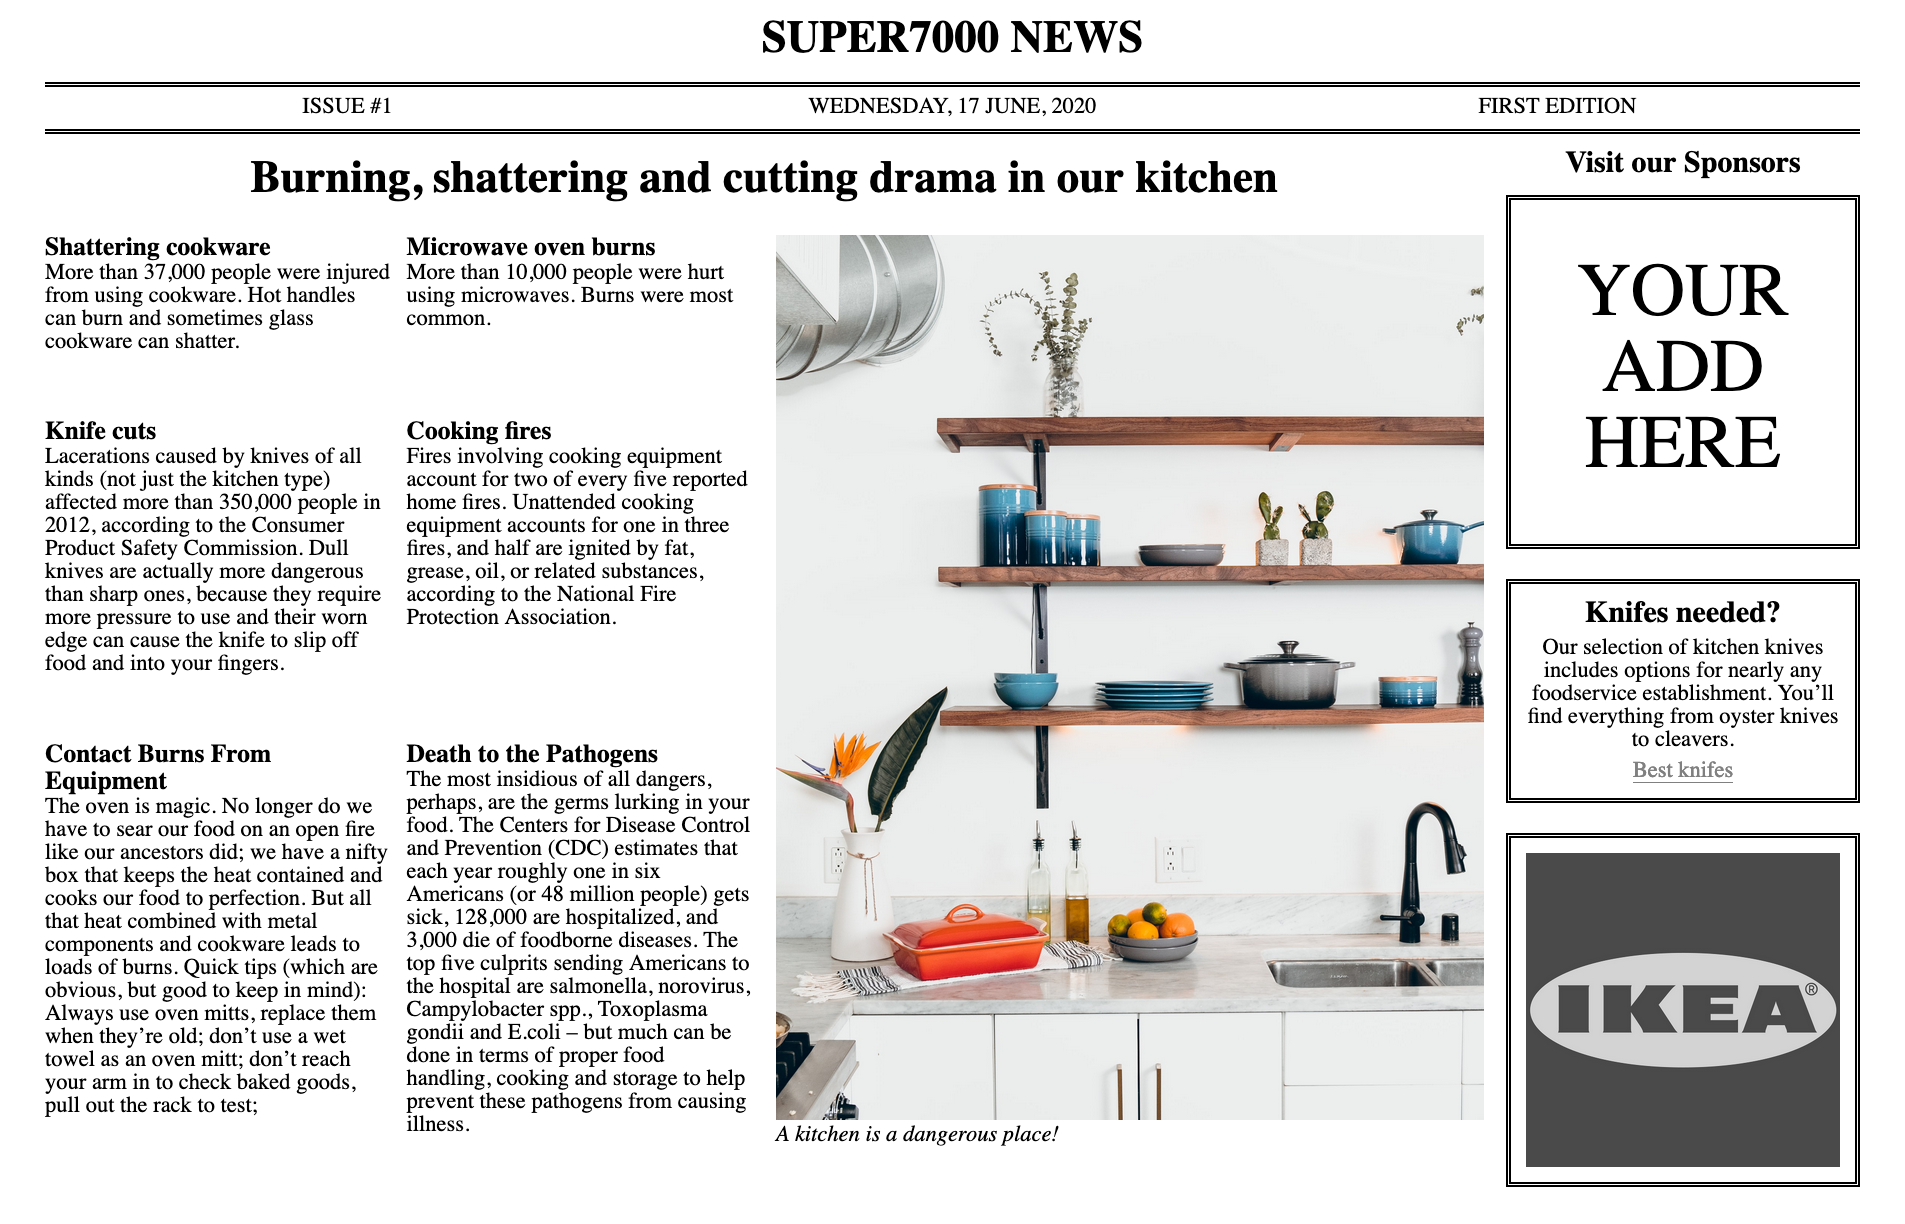 SUPER7000 NEWS
ISSUE #1
WEDNESDAY, 17 JUNE, 2020
FIRST EDITION
Burning, shattering and cutting drama in our kitchen
Shattering cookware
More than 37,000 people were injured
from using cookware. Hot handles
can burn and sometimes glass
cookware can shatter.
Microwave oven burns
More than 10,000 people were hurt
using microwaves. Burns were most
common.
Knife cuts
Lacerations caused by knives of all
kinds (not just the kitchen type)
affected more than 350,000 people in
2012, according to the Consumer
Product Safety Commission. Dull
knives are actually more dangerous
than sharp ones, because they require
more pressure to use and their worn
edge can cause the knife to slip off
food and into your fingers.
Cooking fires
Fires involving cooking equipment
account for two of every five reported
home fires. Unattended cooking
equipment accounts for one in three
fires, and half are ignited by fat,
grease, oil, or related substances,
according to the National Fire
Protection Association.
Contact Burns From
Equipment
The oven is magic. No longer do we
have to sear our food on an open fire
like our ancestors did; we have a nifty
box that keeps the heat contained and
cooks our food to perfection. But all
that heat combined with metal
components and cookware leads to
loads of burns. Quick tips (which are
obvious, but good to keep in mind):
Always use oven mitts, replace them
when they’re old; don’t use a wet
towel as an oven mitt; don’t reach
your arm in to check baked goods,
pull out the rack to test;
Death to the Pathogens
The most insidious of all dangers,
perhaps, are the germs lurking in your
food. The Centers for Disease Control
and Prevention (CDC) estimates that
each year roughly one in six
Americans (or 48 million people) gets
sick, 128,000 are hospitalized, and
3,000 die of foodborne diseases. The
top five culprits sending Americans to
the hospital are salmonella, norovirus,
Campylobacter spp., Toxoplasma
gondii and E.coli – but much can be
done in terms of proper food
handling, cooking and storage to help
prevent these pathogens from causing
illness.
A kitchen is a dangerous place!
Visit our Sponsors
YOUR
ADD
HERE
Knifes needed?
Our selection of kitchen knives
includes options for nearly any
foodservice establishment. You’ll
find everything from oyster knives
to cleavers.
Best knifes
IKEA®